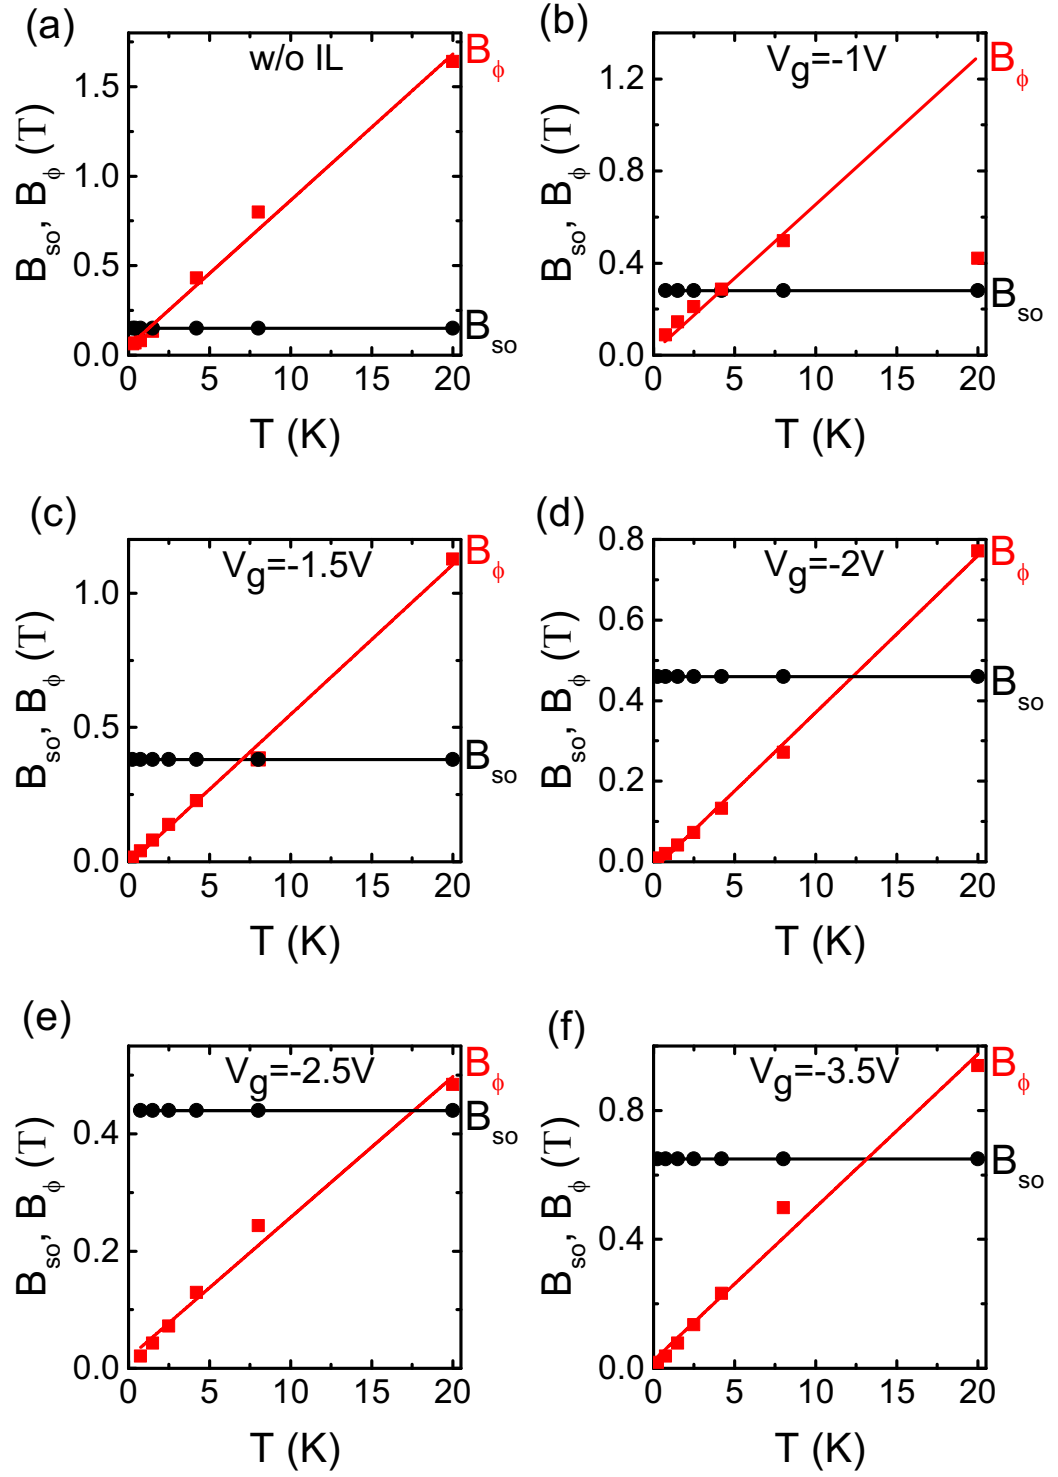 (a)
w/o IL
Bϕ
Bso, Bϕ (T)
1.5
1.0
0.5
0.0
Bso
0 5 10 15 20
T (K)
(b)
Vg=-1V
Bϕ
Bso, Bϕ (T)
1.2
0.8
0.4
0.0
Bso
0 5 10 15 20
T (K)
(c)
Vg=-1.5V
Bϕ
Bso, Bϕ (T)
1.0
0.5
0.0
Bso
0 5 10 15 20
T (K)
(d)
Vg=-2V
Bϕ
Bso, Bϕ (T)
0.8
0.6
0.4
0.2
0.0
Bso
0 5 10 15 20
T (K)
(e)
Vg=-2.5V
Bϕ
Bso, Bϕ (T)
0.4
0.2
0.0
Bso
0 5 10 15 20
T (K)
(f)
Vg=-3.5V
Bϕ
Bso, Bϕ (T)
0.8
0.4
0.0
Bso
0 5 10 15 20
T (K)